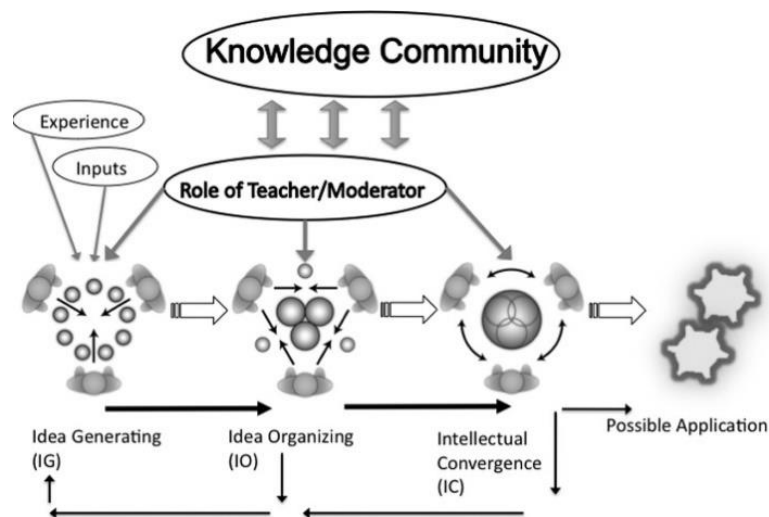 Knowledge Community
Experience
Inputs
Role of Teacher/Moderator
Idea Generating
(IG)
Idea Organizing
(IO)
Intellectual
Convergence
(IC)
Possible Application